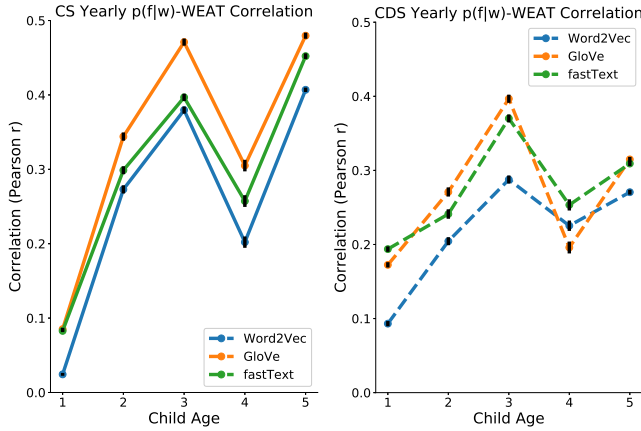 CS Yearly p(f|w)-WEAT Correlation
0.5
0.4
0.3
0.2
0.1
0.0
Correlation (Pearson r)
1 2 3 4 5
Child Age
Word2Vec
GloVe
fastText
CDS Yearly p(f|w)-WEAT Correlation
0.5
0.4
0.3
0.2
0.1
0.0
Correlation (Pearson r)
1 2 3 4 5
Child Age
Word2Vec
GloVe
fastText